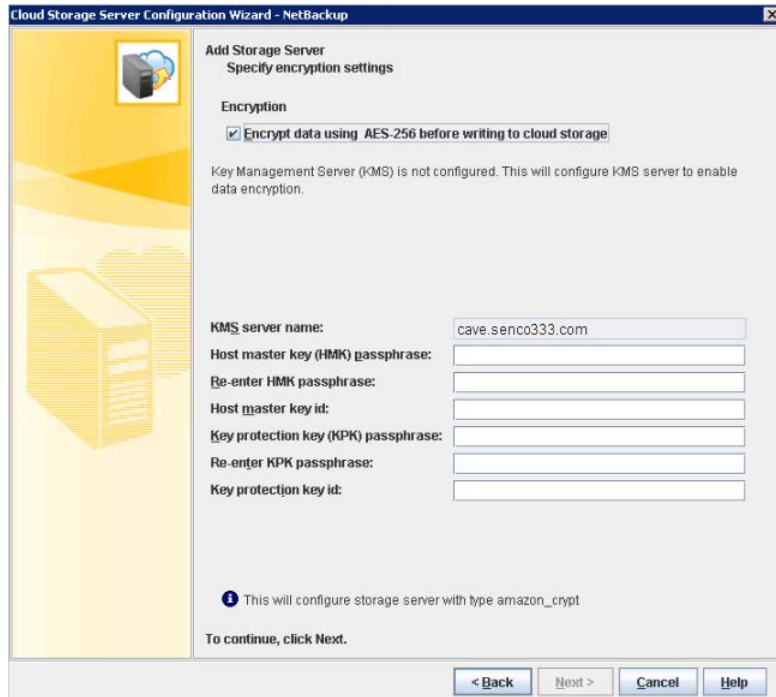 Cloud Storage Server Configuration Wizard - NetBackup
Add Storage Server
Specify encryption settings
Encryption
Encrypt data using AES-256 before writing to cloud storage
Key Management Server (KMS) is not configured. This will configure KMS server to enable
data encryption.
KMS server name: cave.senco333.com
Host master key (HMK) passphrase:
Re-enter HMK passphrase:
Host master key id:
Key protection key (KPK) passphrase:
Re-enter KPK passphrase:
Key protection key id:
This will configure storage server with type amazon_crypt
To continue, click Next.
< Back Next > Cancel Help